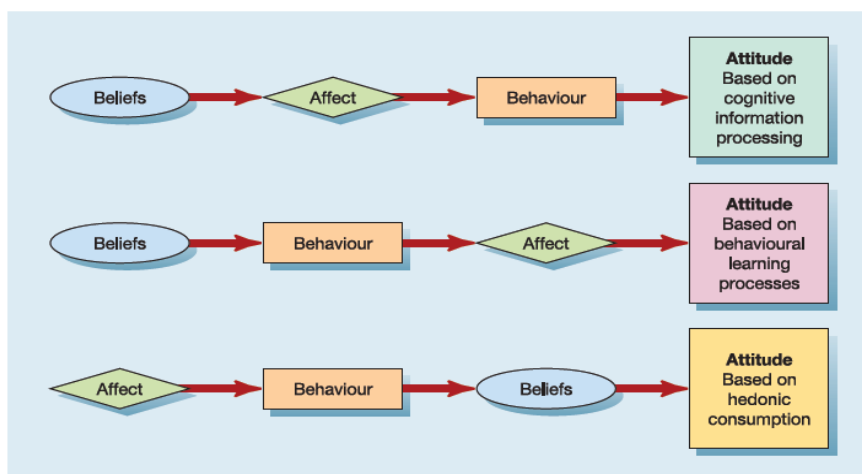 Beliefs
Affect
Behaviour
Attitude
Based on
cognitive
information
processing
Beliefs
Behaviour
Affect
Attitude
Based on
behavioural
learning
processes
Affect
Behaviour
Beliefs
Attitude
Based on
hedonic
consumption